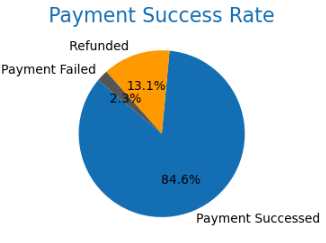 Payment Success Rate
Refunded
Payment Failed
13.1%
2.3%
84.6%
Payment Successed